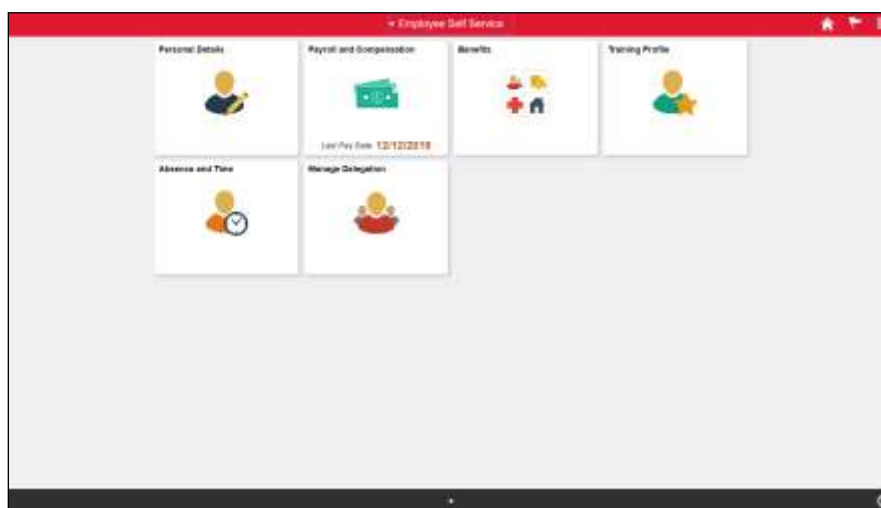 Employee Self Service
Personal Details
Payroll and Compensation
Benefits
Training Profile
Last Pay Date 12/12/2018
Absence and Time
Manage Delegation